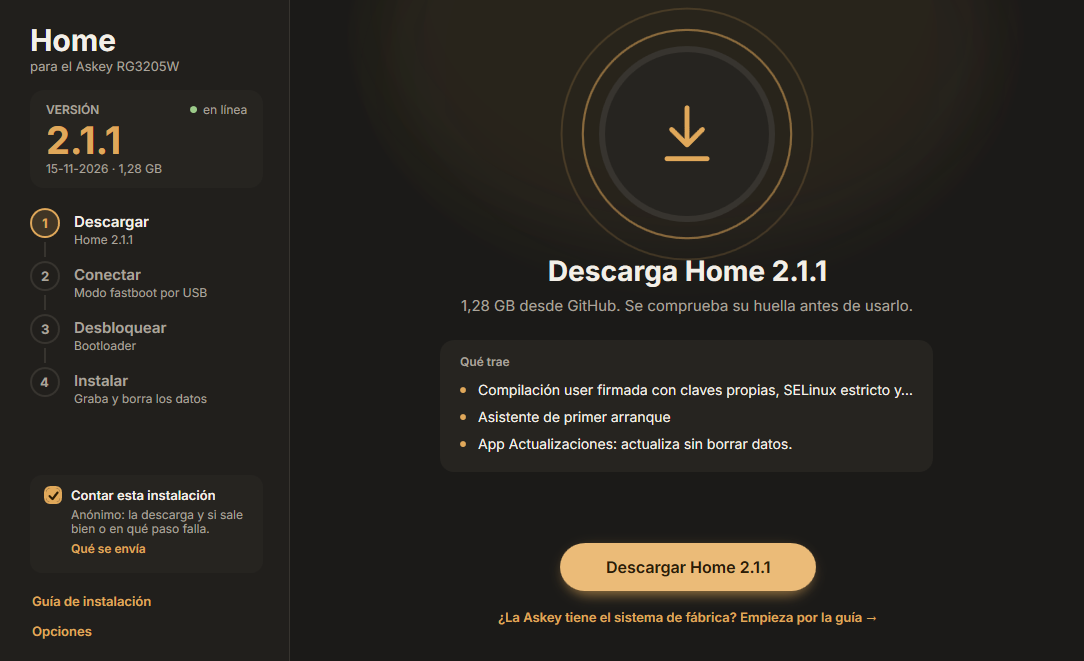 Home
para el Askey RG3205W
VERSIÓN
en línea
2.1.1
15-11-2026 · 1,28 GB
1
Descargar
Home 2.1.1
2
Conectar
Modo fastboot por USB
3
Desbloquear
Bootloader
4
Instalar
Graba y borra los datos
Contar esta instalación
Anónimo: la descarga y si sale
bien o en qué paso falla.
Qué se envía
Guía de instalación
Opciones
Descarga Home 2.1.1
1,28 GB desde GitHub. Se comprueba su huella antes de usarlo.
Qué trae
Compilación user firmada con claves propias, SELinux estricto y...
Asistente de primer arranque
App Actualizaciones: actualiza sin borrar datos.
Descargar Home 2.1.1
¿La Askey tiene el sistema de fábrica? Empieza por la guía →